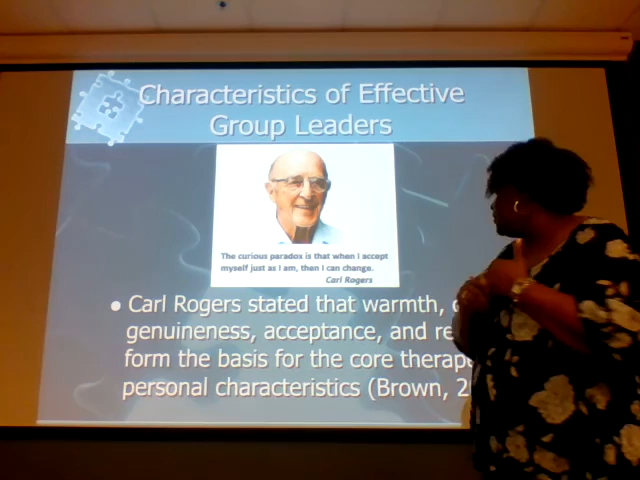 Characteristics of Effective
Group Leaders
The curious paradox is that when I accept
myself just as I am, then I can change.
Carl Rogers
• Carl Rogers stated that warmth,
genuineness, acceptance, and
form the basis for the core
personal characteristics (Brown,